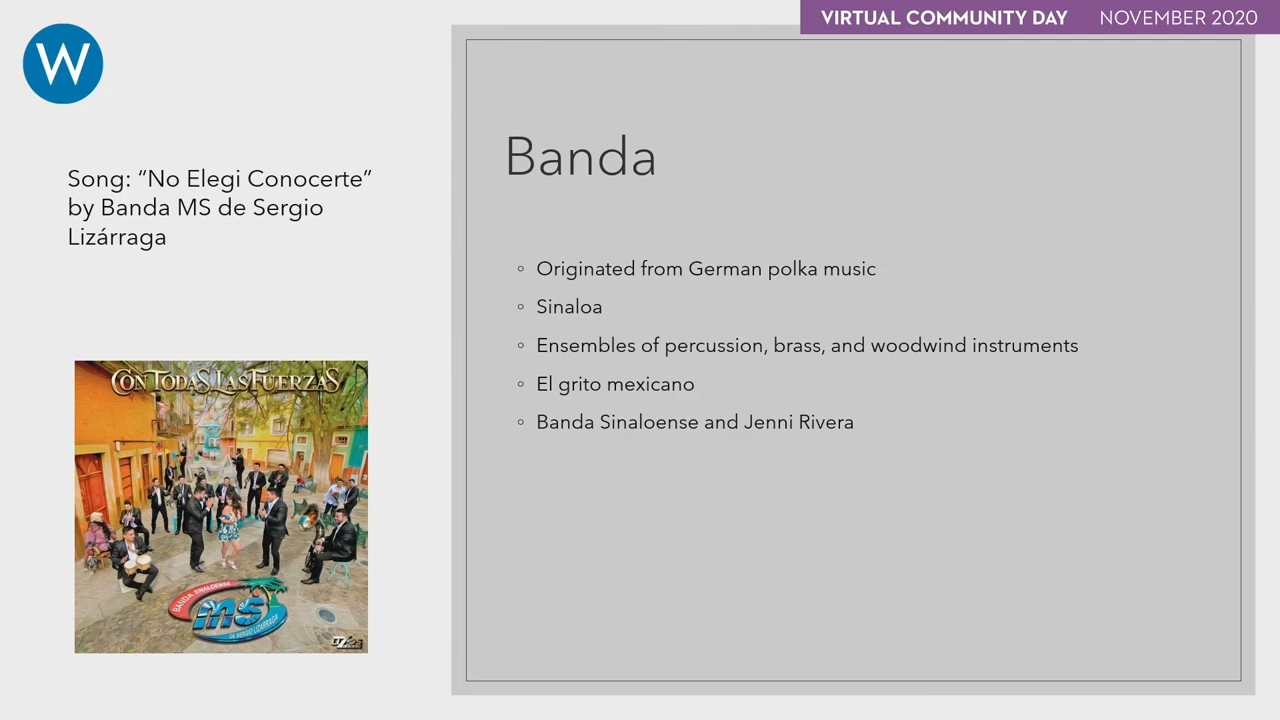 VIRTUAL COMMUNITY DAY NOVEMBER 2020
W
Song: “No Elegi Conocerte”
by Banda MS de Sergio
Lizárraga
CON TODAS LAS FUERZAS
BANDA SINALOENSE
MS
DE SERGIO LIZÁRRAGA
Banda
◦ Originated from German polka music
◦ Sinaloa
◦ Ensembles of percussion, brass, and woodwind instruments
◦ El grito mexicano
◦ Banda Sinaloense and Jenni Rivera